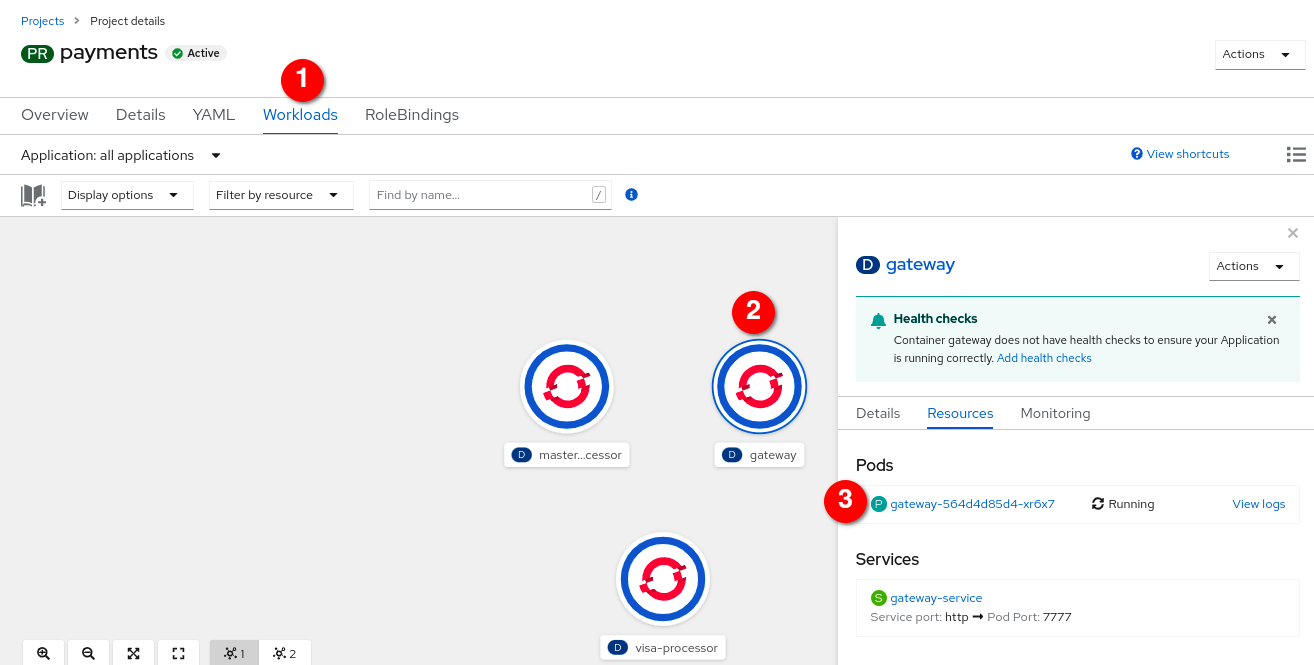 Projects > Project details
PR payments Active
Actions
1
Overview Details YAML Workloads RoleBindings
Application: all applications
View shortcuts
Display options Filter by resource Find by name... /
D gateway
Actions
Health checks
Container gateway does not have health checks to ensure your Application
is running correctly. Add health checks
2
D master...cessor
D gateway
Details Resources Monitoring
Pods
3
P gateway-564d4d85d4-xr6x7 Running View logs
Services
S gateway-service
Service port: http → Pod Port: 7777
D visa-processor
1 2